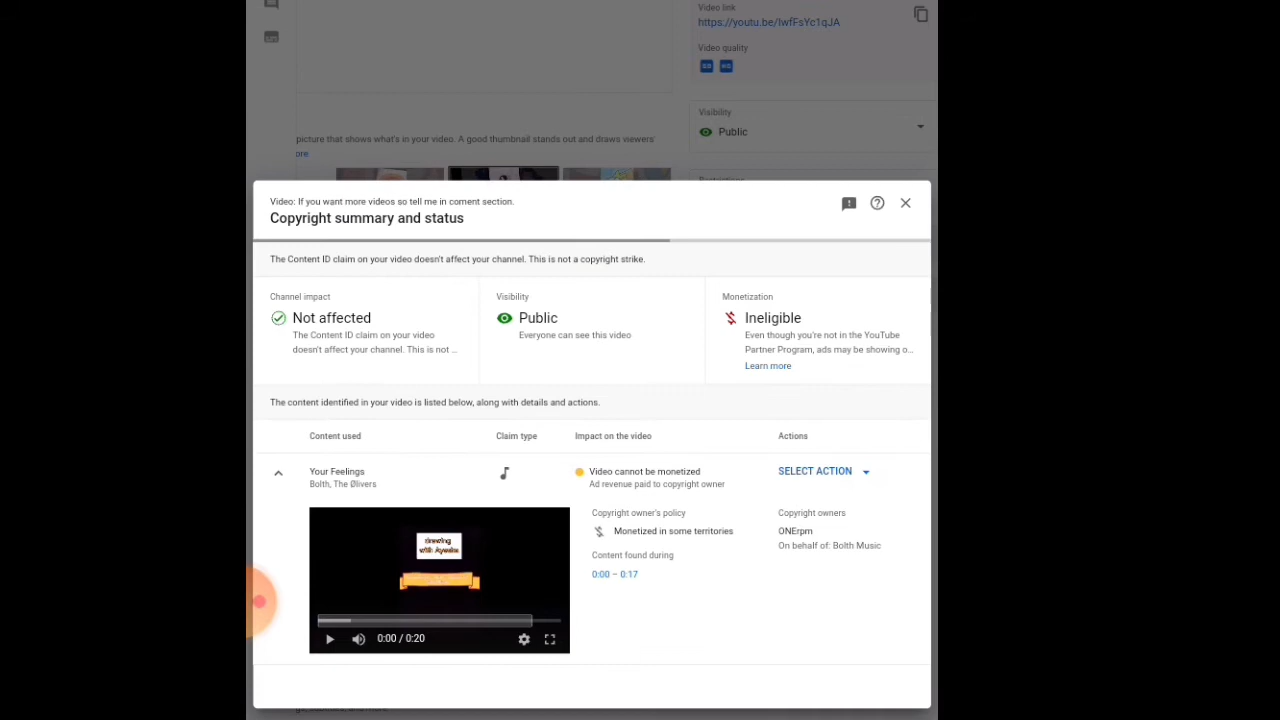 Video link
https://youtu.be/IwfFsYc1qJA
Video quality
Visibility
Public
picture that shows what's in your video. A good thumbnail stands out and draws viewers'
ore
Video: If you want more videos so tell me in coment section.
Copyright summary and status
The Content ID claim on your video doesn't affect your channel. This is not a copyright strike.
Channel impact
Not affected
The Content ID claim on your video
doesn't affect your channel. This is not ...
Visibility
Public
Everyone can see this video
Monetization
Ineligible
Even though you're not in the YouTube
Partner Program, ads may be showing o...
Learn more
The content identified in your video is listed below, along with details and actions.
Content used
Claim type
Impact on the video
Actions
Your Feelings
Bolth, The Ølivers
Video cannot be monetized
Ad revenue paid to copyright owner
SELECT ACTION
drawing
with Ayesha
0:00 / 0:20
Copyright owner's policy
Monetized in some territories
Content found during
0:00 – 0:17
Copyright owners
ONErpm
On behalf of: Bolth Music